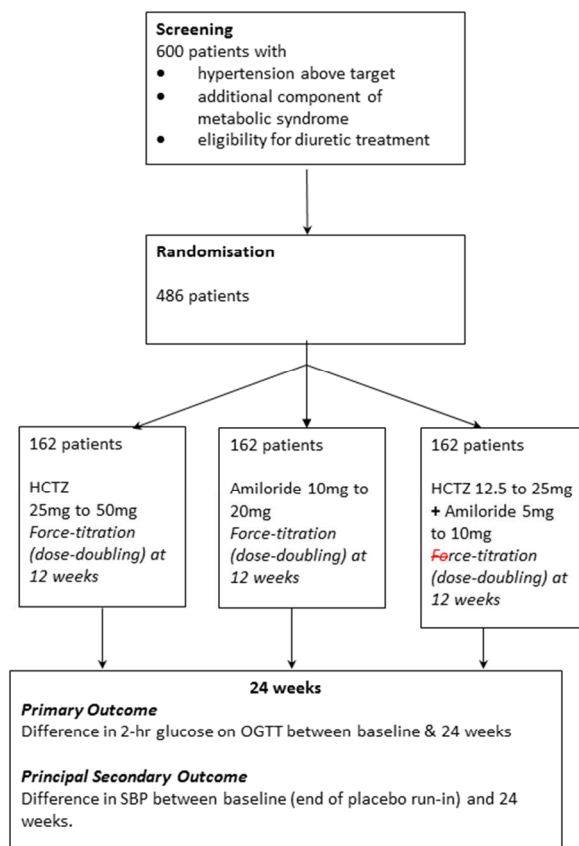 Screening
600 patients with
• hypertension above target
• additional component of
metabolic syndrome
• eligibility for diuretic treatment
Randomisation
486 patients
162 patients
HCTZ
25mg to 50mg
Force-titration
(dose-doubling) at
12 weeks
162 patients
Amiloride 10mg to
20mg
Force-titration
(dose-doubling) at
12 weeks
162 patients
HCTZ 12.5 to 25mg
+ Amiloride 5mg
to 10mg
Force-titration
(dose-doubling) at
12 weeks
24 weeks
Primary Outcome
Difference in 2-hr glucose on OGTT between baseline & 24 weeks
Principal Secondary Outcome
Difference in SBP between baseline (end of placebo run-in) and 24
weeks.